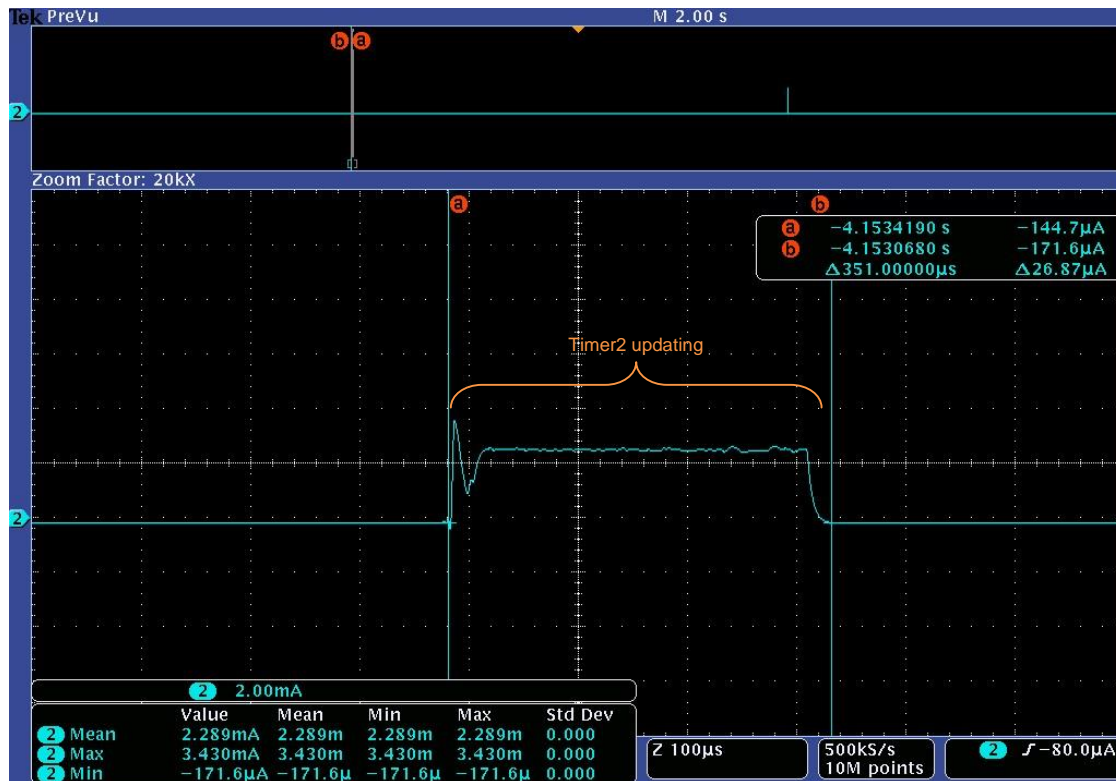 Tek PreVu M 2.00 s
b a
2
Zoom Factor: 20kX
a b
a −4.1534190 s −144.7µA
b −4.1530680 s −171.6µA
Δ351.00000µs Δ26.87µA
Timer2 updating
2
2 2.00mA
Value Mean Min Max Std Dev
2 Mean 2.289mA 2.289m 2.289m 2.289m 0.000
2 Max 3.430mA 3.430m 3.430m 3.430m 0.000
2 Min −171.6µA −171.6µ −171.6µ −171.6µ 0.000
Z 100µs
500kS/s
10M points
2 −80.0µA